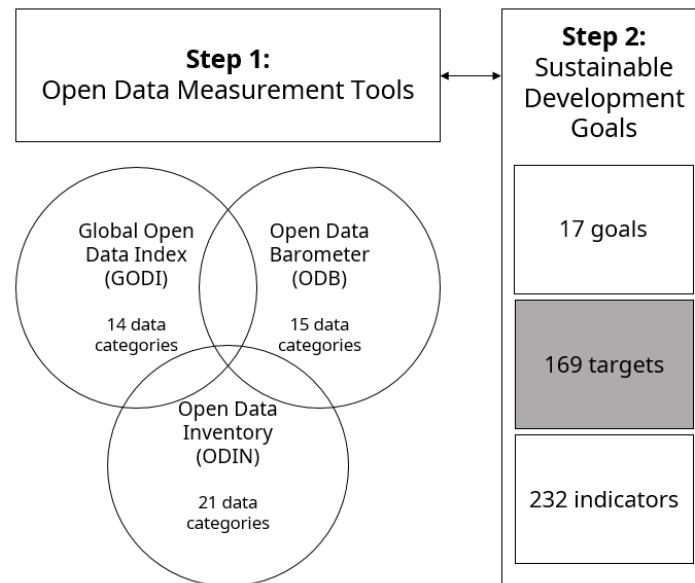 Step 1:
Open Data Measurement Tools
Step 2:
Sustainable
Development
Goals
Global Open
Data Index
(GODI)
14 data
categories
Open Data
Barometer
(ODB)
15 data
categories
Open Data
Inventory
(ODIN)
21 data
categories
17 goals
169 targets
232 indicators